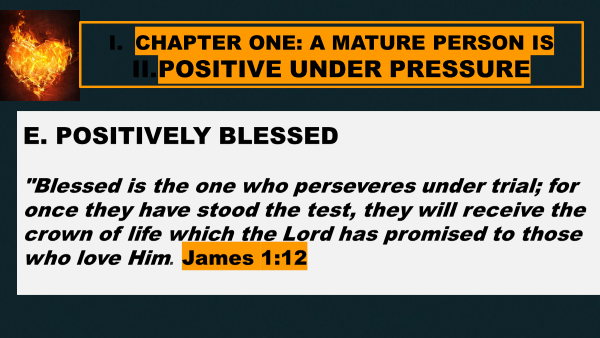 I. CHAPTER ONE: A MATURE PERSON IS
II.POSITIVE UNDER PRESSURE
E. POSITIVELY BLESSED
"Blessed is the one who perseveres under trial; for
once they have stood the test, they will receive the
crown of life which the Lord has promised to those
who love Him. James 1:12